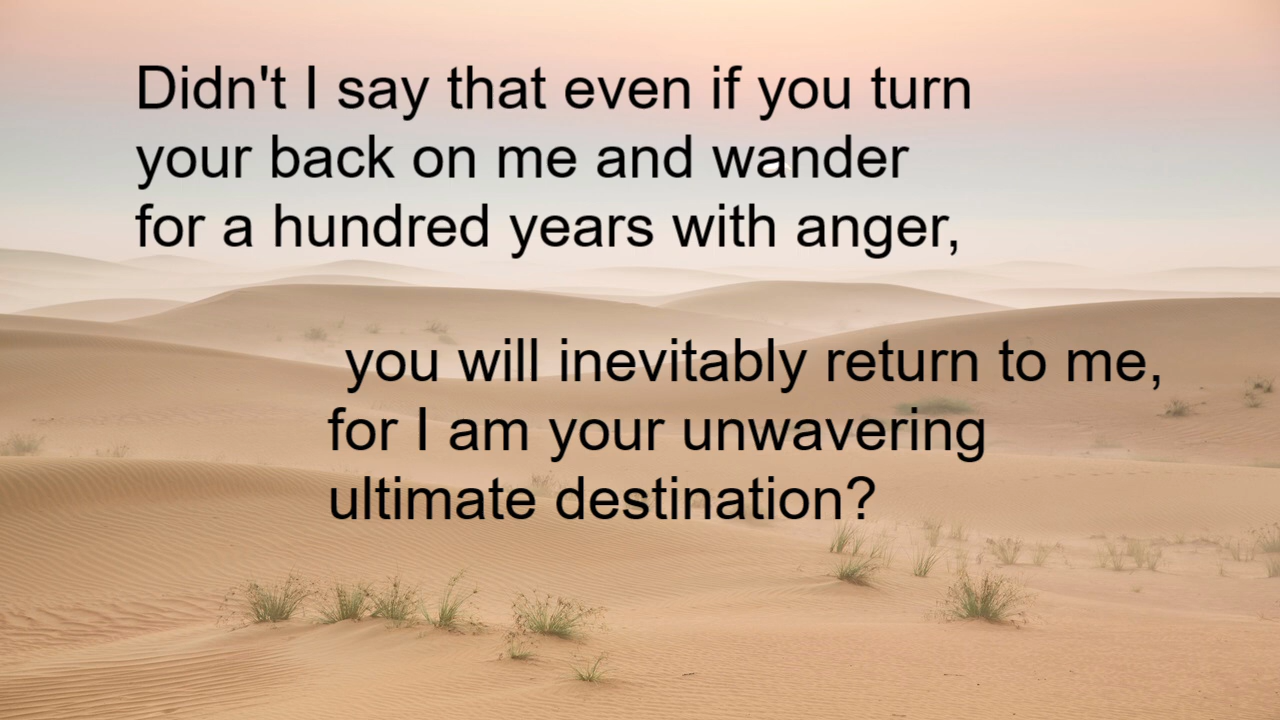 Didn't I say that even if you turn
your back on me and wander
for a hundred years with anger,
you will inevitably return to me,
for I am your unwavering
ultimate destination?